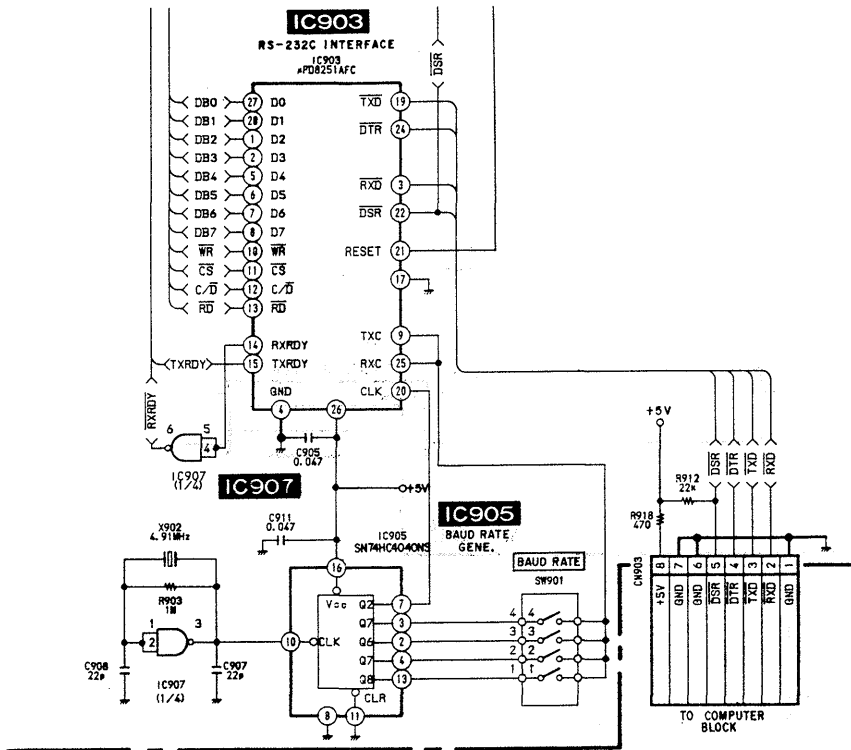 IC903
RS-232C INTERFACE
IC903
μPD8251AFC
DSR
DB0 27 D0
DB1 28 D1
DB2 1 D2
DB3 2 D3
DB4 5 D4
DB5 6 D5
DB6 7 D6
DB7 8 D7
WR 10 WR
CS 11 CS
C/D 12 C/D
RD 13 RD
14 RXRDY
TXRDY 15 TXRDY
TXD 19
DTR 24
RXD 3
DSR 22
RESET 21
17
TXC 9
RXC 25
CLK 20
GND
4 26
RXRDY
6 5
4
IC907
(1/4)
C905
0.047
IC907
+5V
C911
0.047
IC905
SN74HC4040NS
IC905
BAUD RATE
GENE.
X902
4.91MHz
R903
1M
1
2
3
C908
22p
IC907
(1/4)
C907
22p
16
Vcc
10 CLK
Q2 7
Q7 3
Q6 2
Q7 4
Q8 13
CLR
8 11
BAUD RATE
SW901
4 4
3 3
2 2
1 1
+5V
R912
22K
R918
470
DSR
DTR
TXD
RXD
CN903
8 7 6 5 4 3 2 1
+5V
GND
GND
DSR
DTR
TXD
RXD
GND
TO COMPUTER
BLOCK